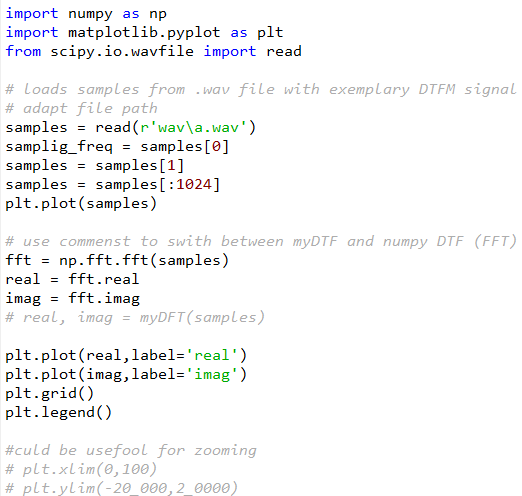 import numpy as np
import matplotlib.pyplot as plt
from scipy.io.wavfile import read
# loads samples from .wav file with exemplary DTFM signal
# adapt file path
samples = read(r'wav\a.wav')
samplig_freq = samples[0]
samples = samples[1]
samples = samples[:1024]
plt.plot(samples)
# use commenst to swith between myDTF and numpy DTF (FFT)
fft = np.fft.fft(samples)
real = fft.real
imag = fft.imag
# real, imag = myDFT(samples)
plt.plot(real,label='real')
plt.plot(imag,label='imag')
plt.grid()
plt.legend()
#culd be usefool for zooming
# plt.xlim(0,100)
# plt.ylim(-20_000,2_0000)